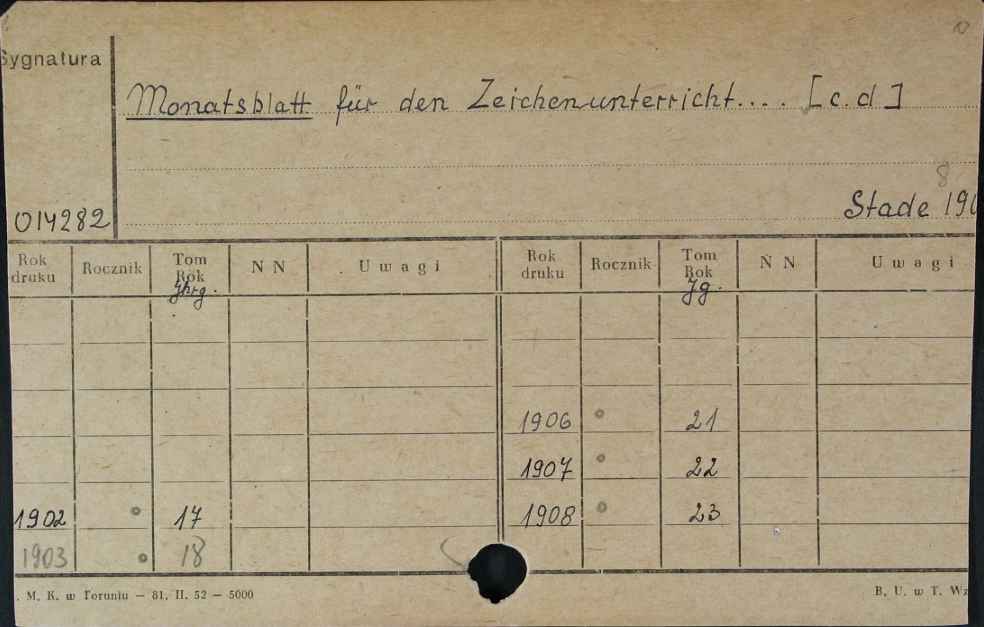 Sygnatura
Monatsblatt für den Zeichenunterricht.... [c.d]
8
014282
Stade 190
Rok druku Rocznik Tom Rok Jhrg. N N Uwagi Rok druku Rocznik Tom Rok Jg. N N Uwagi
1906 21
1907 22
1902 17 1908 23
1903 18
. M. K. w Toruniu — 81. II. 52 — 5000
B. U. w T. Wz